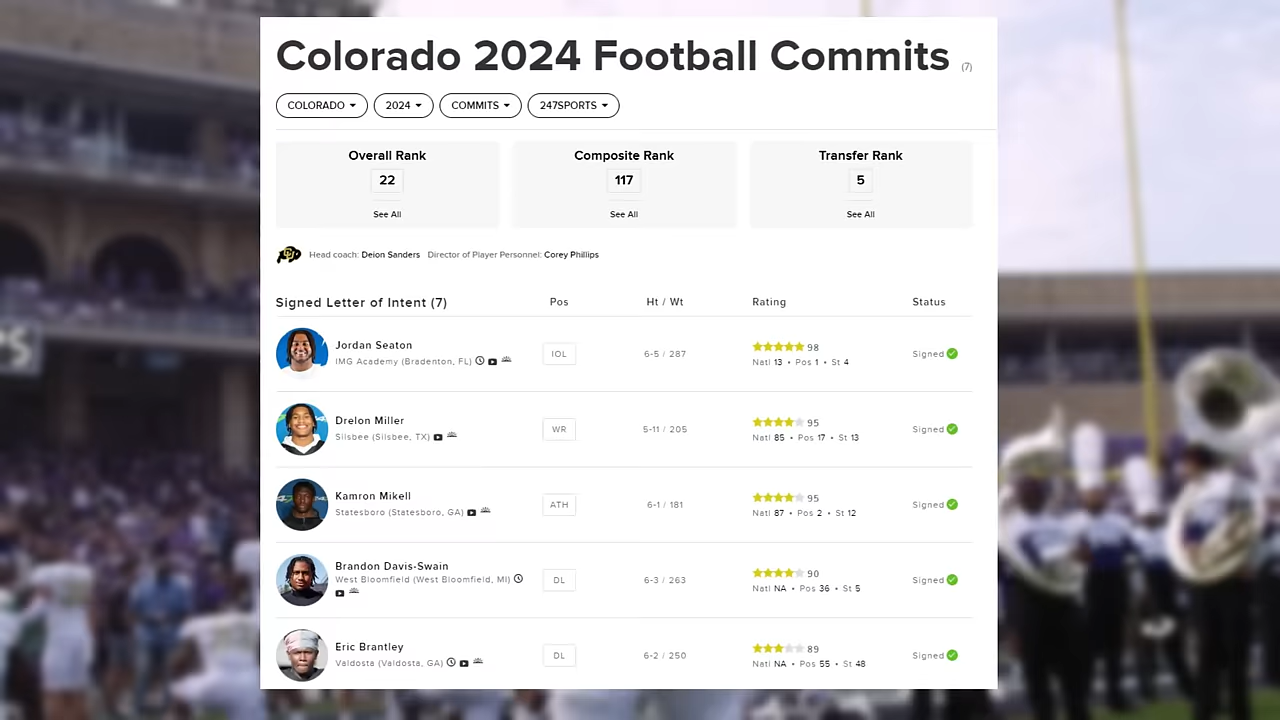 Colorado 2024 Football Commits (7)
COLORADO 2024 COMMITS 247SPORTS
Overall Rank Composite Rank Transfer Rank
22 117 5
See All See All See All
Head coach: Deion Sanders Director of Player Personnel: Corey Phillips
Signed Letter of Intent (7) Pos Ht / Wt Rating Status
Jordan Seaton
IMG Academy (Bradenton, FL) IOL 6-5 / 287 98 Signed
Natl 13 • Pos 1 • St 4
Drelon Miller
Silsbee (Silsbee, TX) WR 5-11 / 205 95 Signed
Natl 85 • Pos 17 • St 13
Kamron Mikell
Statesboro (Statesboro, GA) ATH 6-1 / 181 95 Signed
Natl 87 • Pos 2 • St 12
Brandon Davis-Swain
West Bloomfield (West Bloomfield, MI) DL 6-3 / 263 90 Signed
Natl NA • Pos 36 • St 5
Eric Brantley
Valdosta (Valdosta, GA) DL 6-2 / 250 89 Signed
Natl NA • Pos 55 • St 48